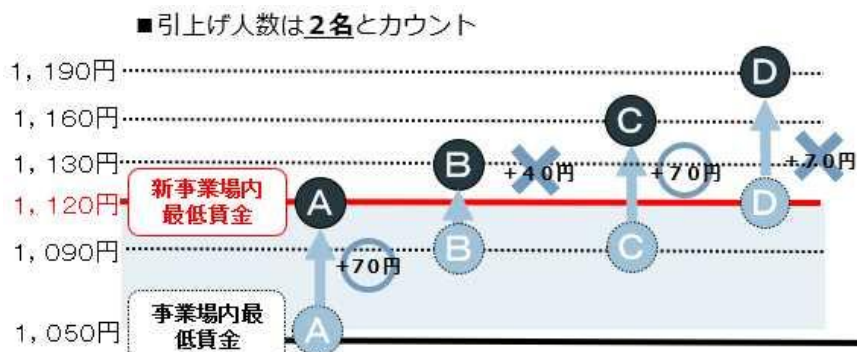 ■引上げ人数は２名とカウント
1,190円
D
1,160円
C
1,130円
B
+40円
+70円
+70円
新事業場内
最低賃金
1,120円
A
D
1,090円
B
C
+70円
事業場内最
低賃金
1,050円
A